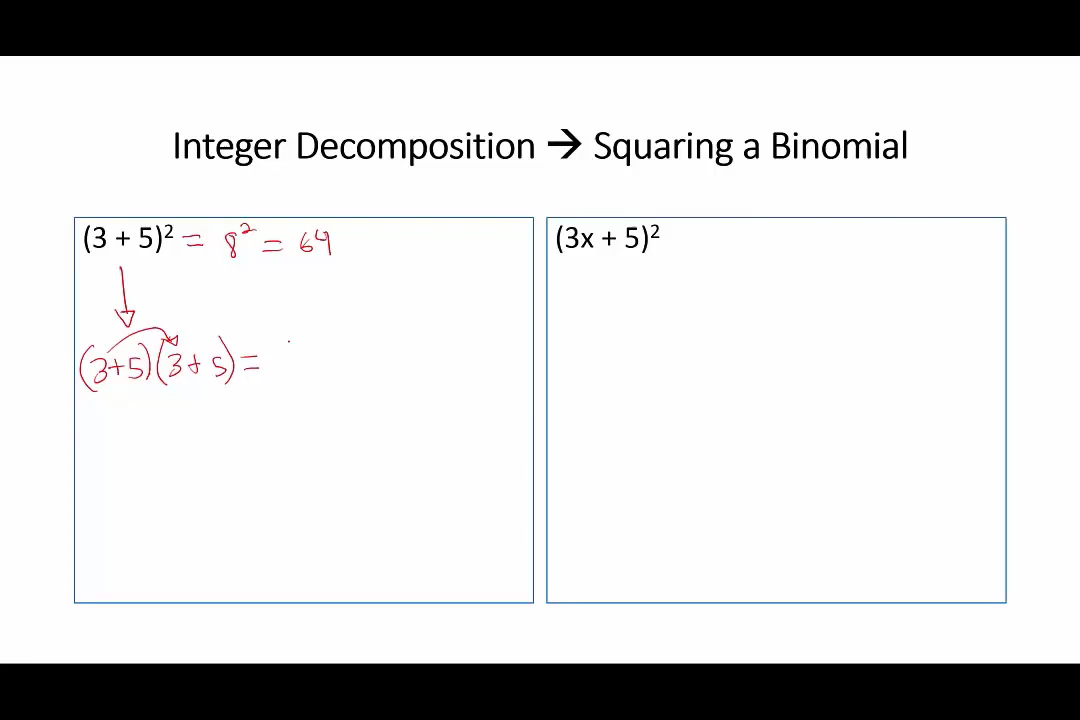 Integer Decomposition → Squaring a Binomial
(3 + 5)² = 8² = 64
(3+5)(3+5)=
(3x + 5)²